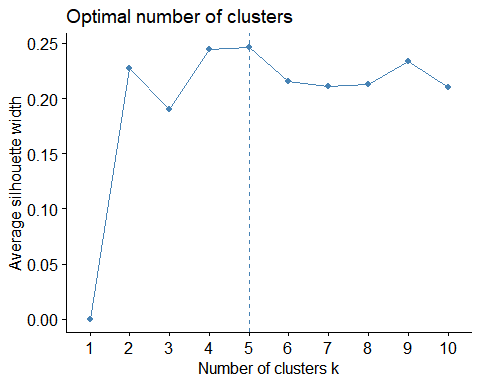 Optimal number of clusters
0.25
0.20
0.15
0.10
0.05
0.00
Average silhouette width
1 2 3 4 5 6 7 8 9 10
Number of clusters k